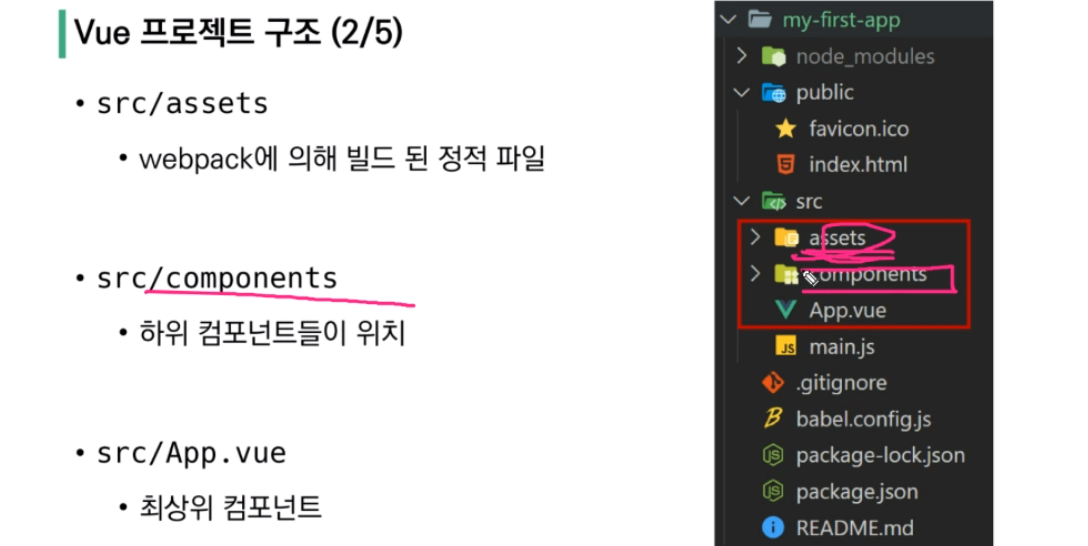 Vue 프로젝트 구조 (2/5)
• src/assets
• webpack에 의해 빌드 된 정적 파일
• src/components
• 하위 컴포넌트들이 위치
• src/App.vue
• 최상위 컴포넌트
my-first-app
node_modules
public
favicon.ico
index.html
src
assets
components
App.vue
JS main.js
.gitignore
babel.config.js
package-lock.json
package.json
README.md